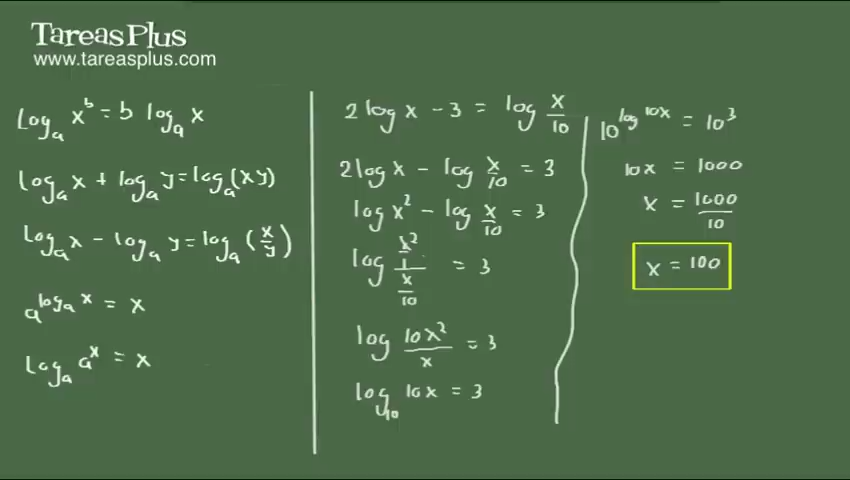 TareasPlus
www.tareasplus.com
log_a x^b = b log_a x
log_a x + log_a y = log_a (xy)
log_a x - log_a y = log_a (x/y)
a^(log_a x) = x
log_a a^x = x
2 log x - 3 = log x/10
2 log x - log x/10 = 3
log x² - log x/10 = 3
log (x²/1)/(x/10) = 3
log 10x²/x = 3
log_10 10x = 3
10^(log 10x) = 10³
10x = 1000
x = 1000/10
x = 100